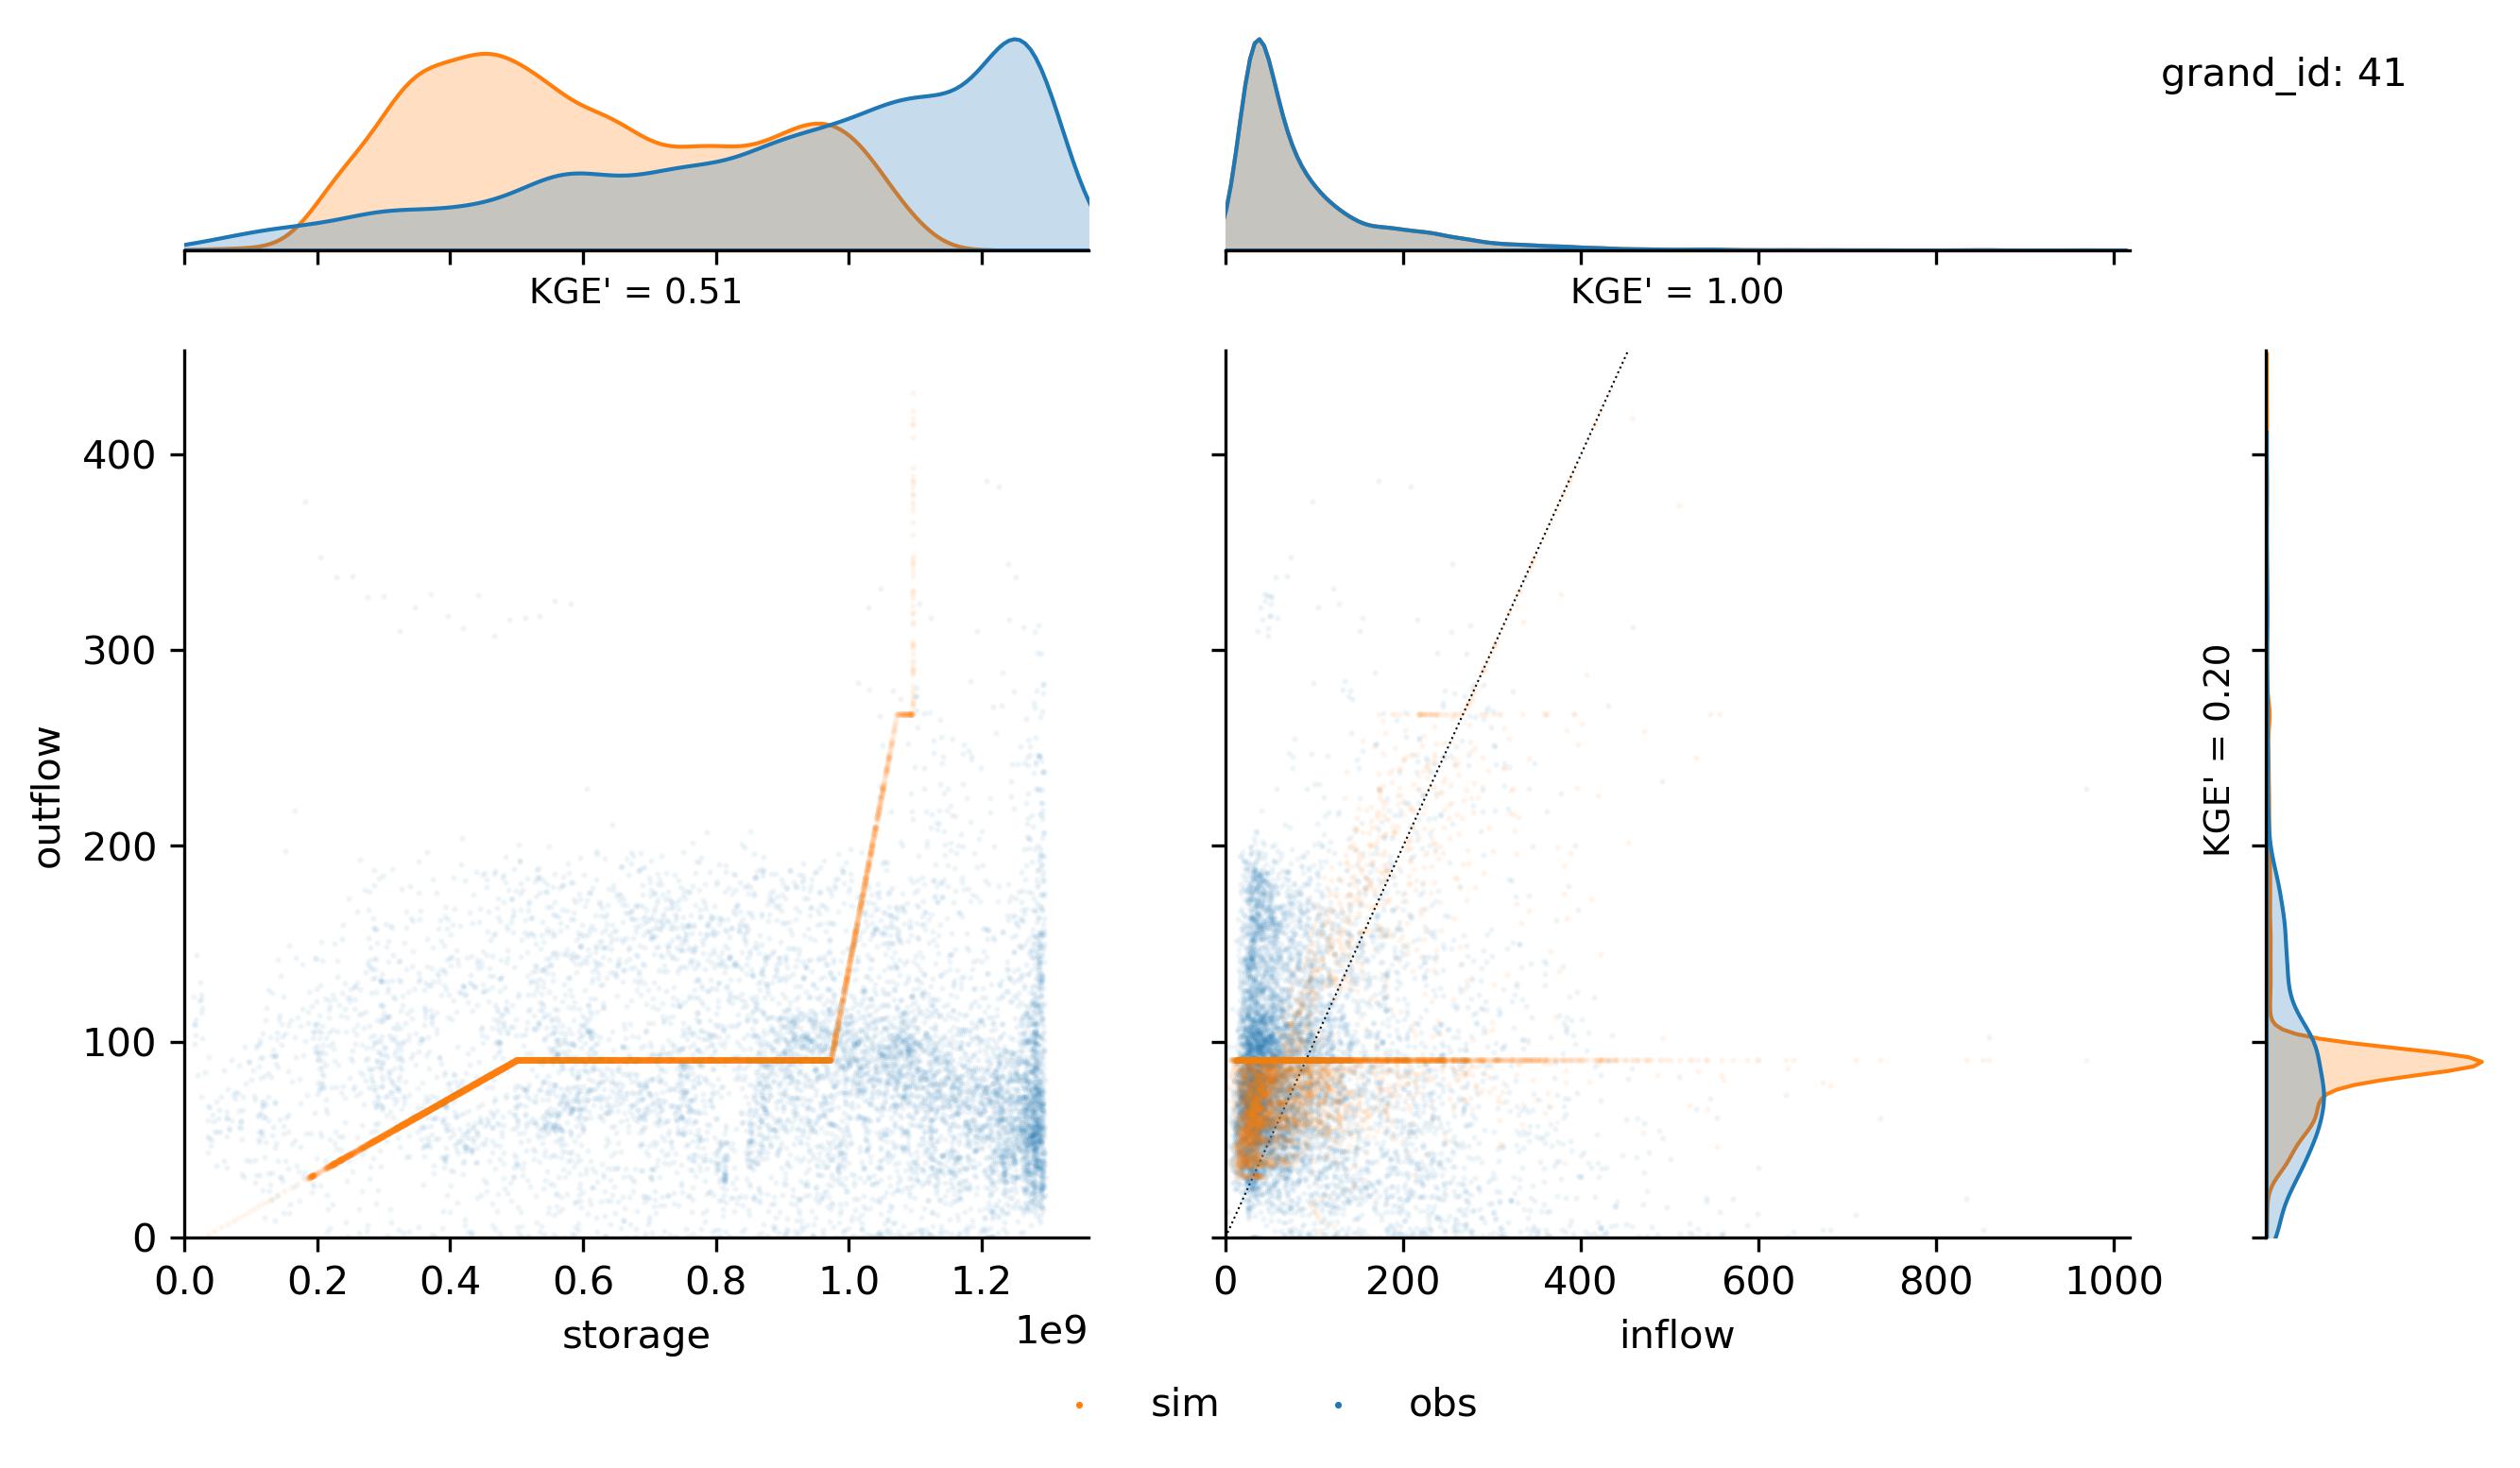 grand_id: 41
KGE' = 0.51
KGE' = 1.00
outflow
400
300
200
100
0
KGE' = 0.20
0.0 0.2 0.4 0.6 0.8 1.0 1.2
1e9
storage
0 200 400 600 800 1000
inflow
sim obs